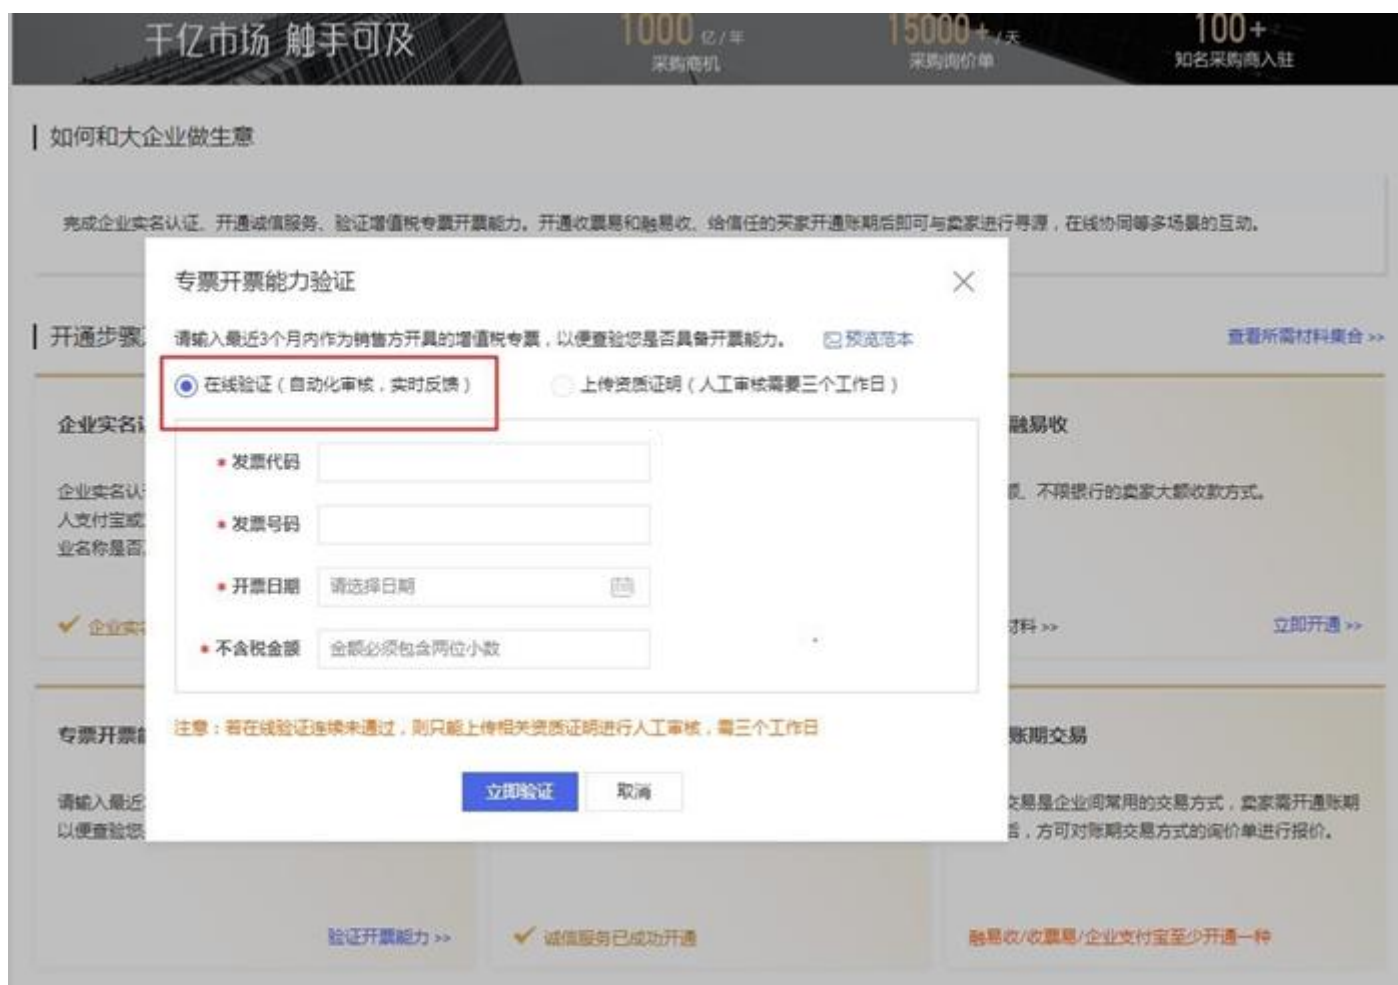 千亿市场 触手可及
1000 亿/年
采购商机
15000+/天
采购询价单
100+
知名采购商入驻
如何和大企业做生意
完成企业实名认证、开通诚信服务、验证增值税专票开票能力。开通收票易和融易收、给信任的买家开通账期后即可与卖家进行寻源，在线协同等多场景的互动。
开通步骤
查看所需材料集合 >>
专票开票能力验证
请输入最近3个月内作为销售方开具的增值税专票，以便查验您是否具备开票能力。 预览范本
在线验证（自动化审核，实时反馈）
上传资质证明（人工审核需要三个工作日）
* 发票代码
* 发票号码
* 开票日期 请选择日期
* 不含税金额 金额必须包含两位小数
注意：若在线验证连续未通过，则只能上传相关资质证明进行人工审核，需三个工作日
立即验证 取消
企业实名
企业实名认
人支付宝或
业名称是否
企业实
融易收
、不限银行的卖家大额收款方式。
材料 >>
立即开通 >>
专票开票
请输入最近
以便查验您
验证开票能力 >>
诚信服务已成功开通
账期交易
交易是企业间常用的交易方式，卖家需开通账期
后，方可对账期交易方式的询价单进行报价。
融易收/收票易/企业支付宝至少开通一种